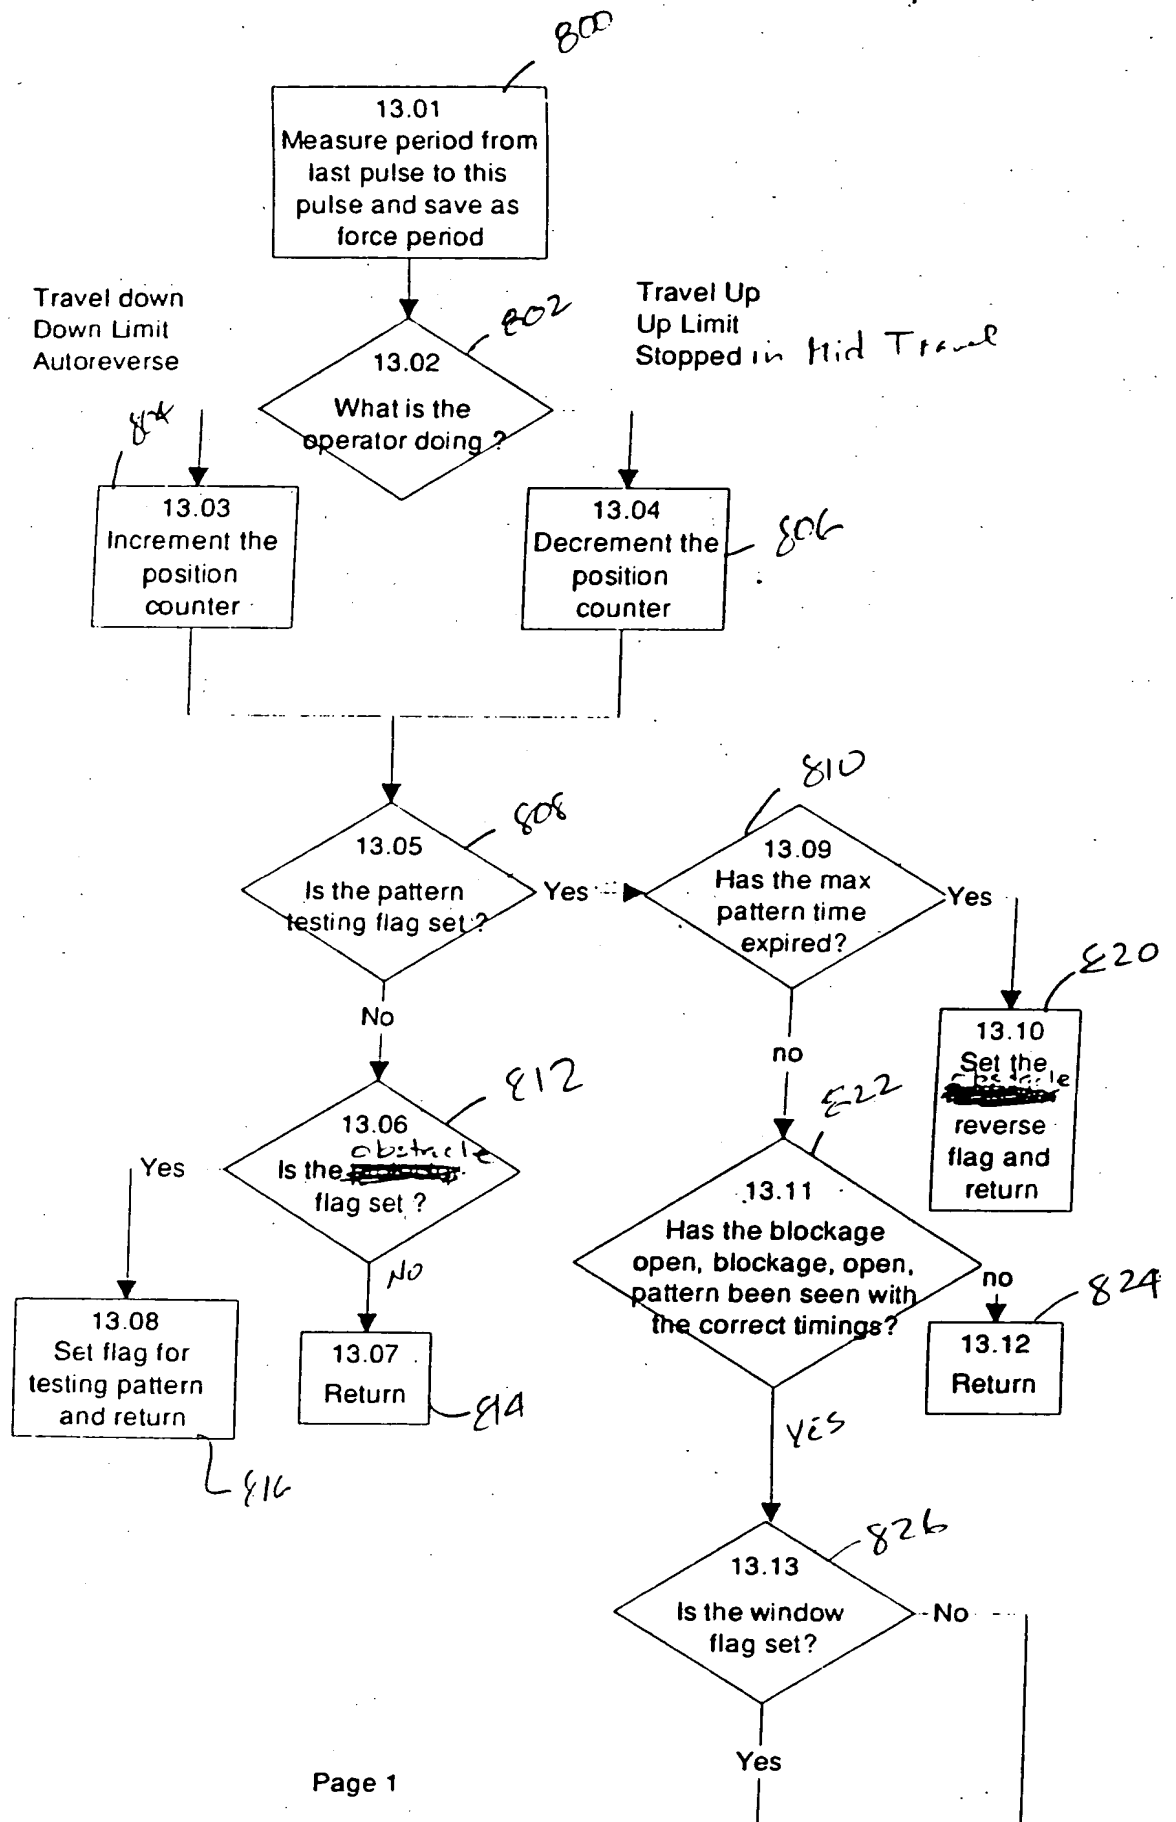 800
13.01
Measure period from
last pulse to this
pulse and save as
force period
Travel down
Down Limit
Autoreverse
802
Travel Up
Up Limit
Stopped in Mid Travel
13.02
What is the
operator doing ?
804
13.03
Increment the
position
counter
13.04
Decrement the
position
counter
806
808
13.05
Is the pattern
testing flag set ?
Yes
810
13.09
Has the max
pattern time
expired?
Yes
No
no
820
13.10
Set the
obstacle
reverse
flag and
return
812
13.06
obstacle
Is the
flag set ?
Yes
NO
822
13.11
Has the blockage
open, blockage, open,
pattern been seen with
the correct timings?
no
824
13.08
Set flag for
testing pattern
and return
816
13.07
Return
814
13.12
Return
YES
826
13.13
Is the window
flag set?
No
Yes
Page 1